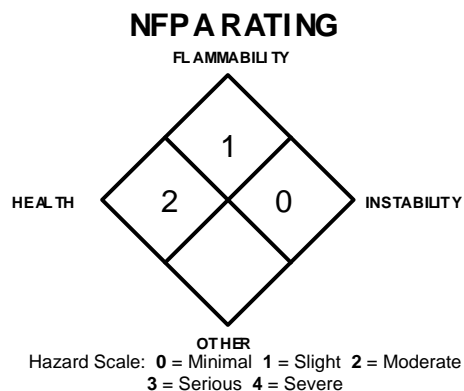 NFPA RATING
FLAMMABILITY
1
HEALTH 2 0 INSTABILITY
OTHER
Hazard Scale: 0 = Minimal 1 = Slight 2 = Moderate
3 = Serious 4 = Severe